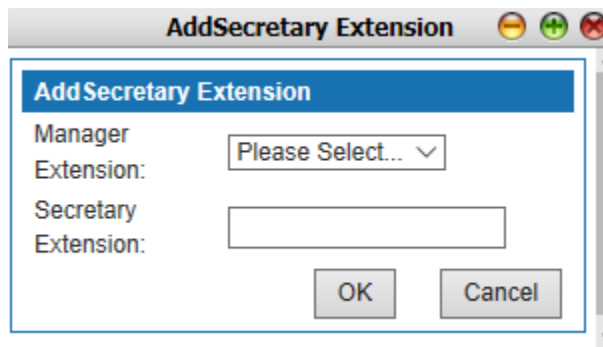 AddSecretary Extension
AddSecretary Extension
Manager
Extension:
Please Select...
Secretary
Extension:
OK Cancel